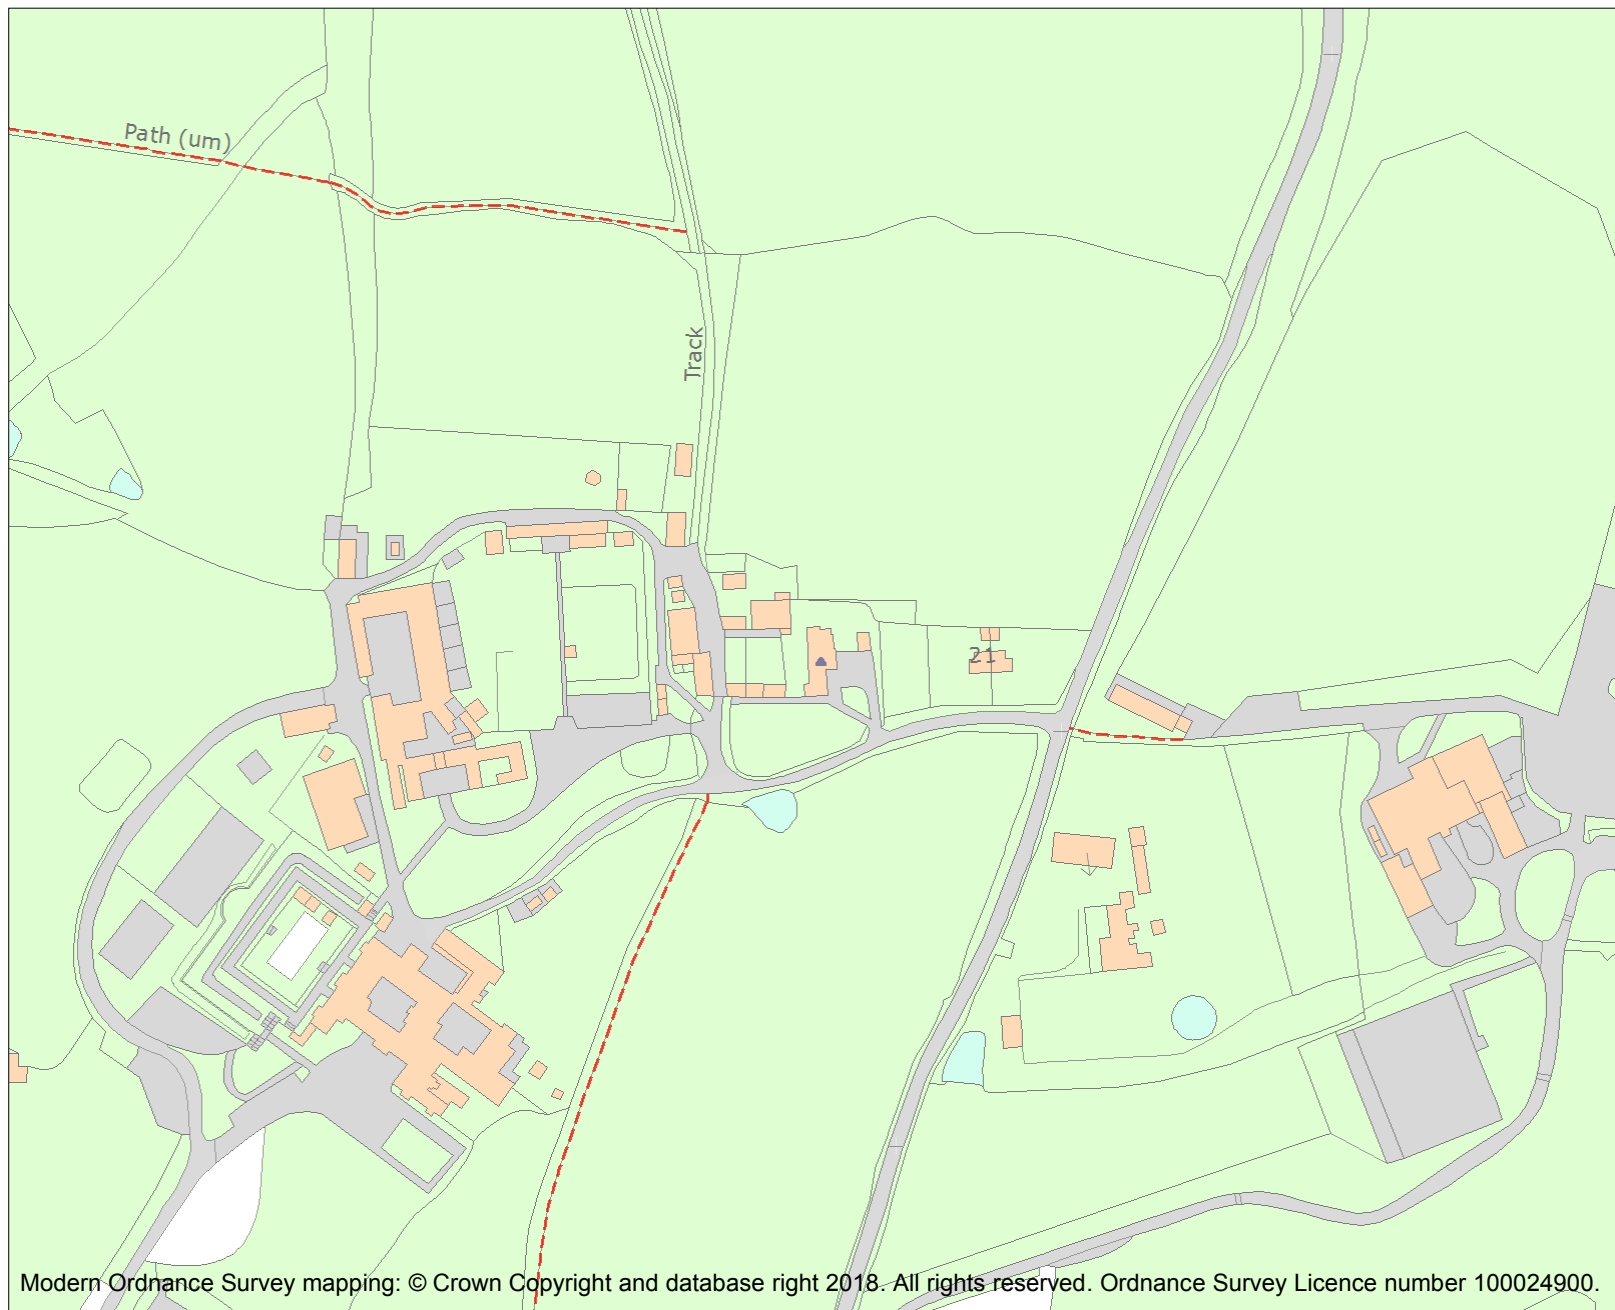 Path (um)
Track
21
Modern Ordnance Survey mapping: © Crown Copyright and database right 2018. All rights reserved. Ordnance Survey Licence number 100024900.